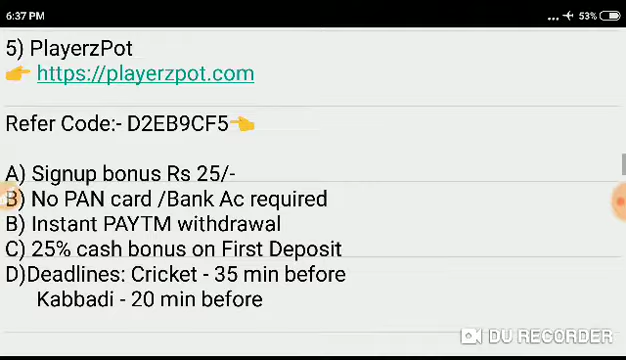 6:37 PM
... 53%
5) PlayerzPot
👉 https://playerzpot.com
Refer Code:- D2EB9CF5👈
A) Signup bonus Rs 25/-
B) No PAN card /Bank Ac required
B) Instant PAYTM withdrawal
C) 25% cash bonus on First Deposit
D)Deadlines: Cricket - 35 min before
Kabbadi - 20 min before
DU RECORDER